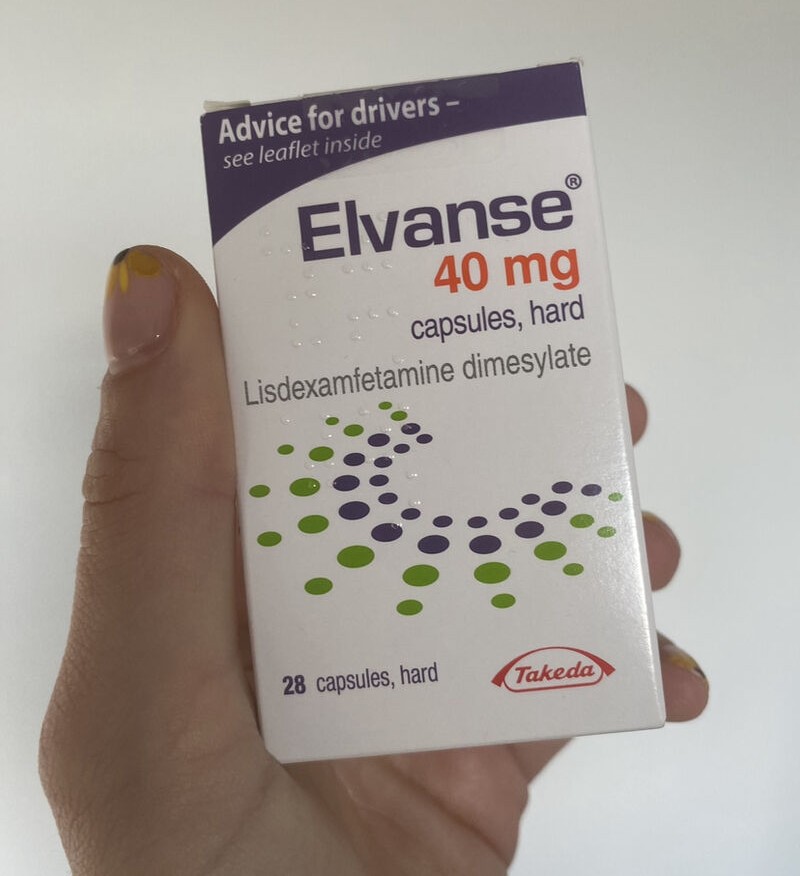 Advice for drivers –
see leaflet inside
Elvanse®
40 mg
capsules, hard
Lisdexamfetamine dimesylate
28 capsules, hard
Takeda